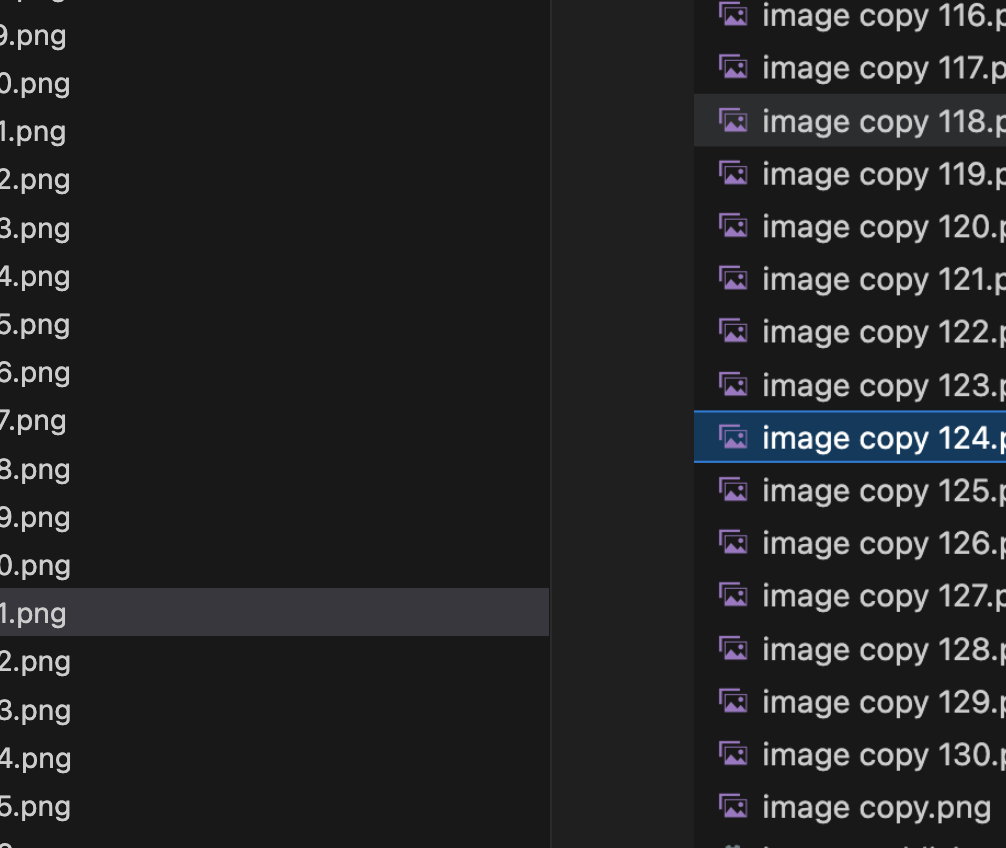 9.png
0.png
1.png
2.png
3.png
4.png
5.png
6.png
7.png
8.png
9.png
0.png
1.png
2.png
3.png
4.png
5.png
image copy 116.p
image copy 117.p
image copy 118.p
image copy 119.p
image copy 120.p
image copy 121.p
image copy 122.p
image copy 123.p
image copy 124.p
image copy 125.p
image copy 126.p
image copy 127.p
image copy 128.p
image copy 129.p
image copy 130.p
image copy.png